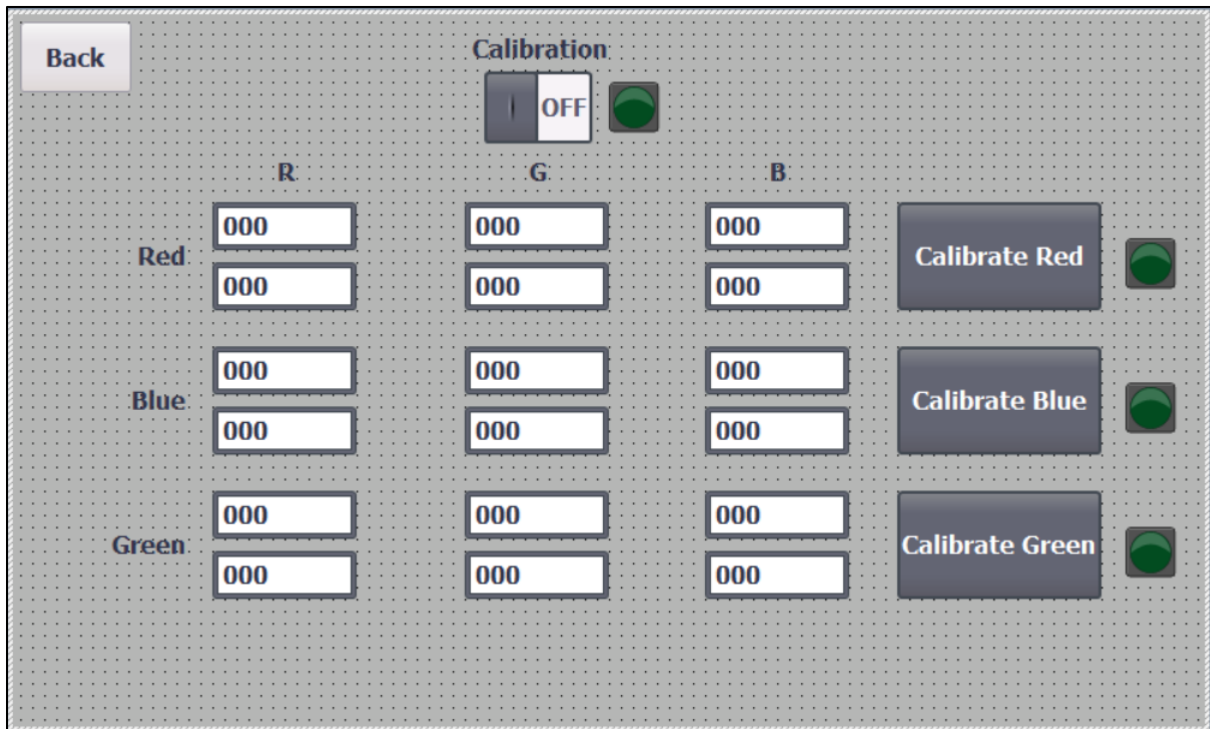 Back
Calibration
OFF
R G B
000 000 000
Red Calibrate Red
000 000 000
000 000 000
Blue Calibrate Blue
000 000 000
000 000 000
Green Calibrate Green
000 000 000